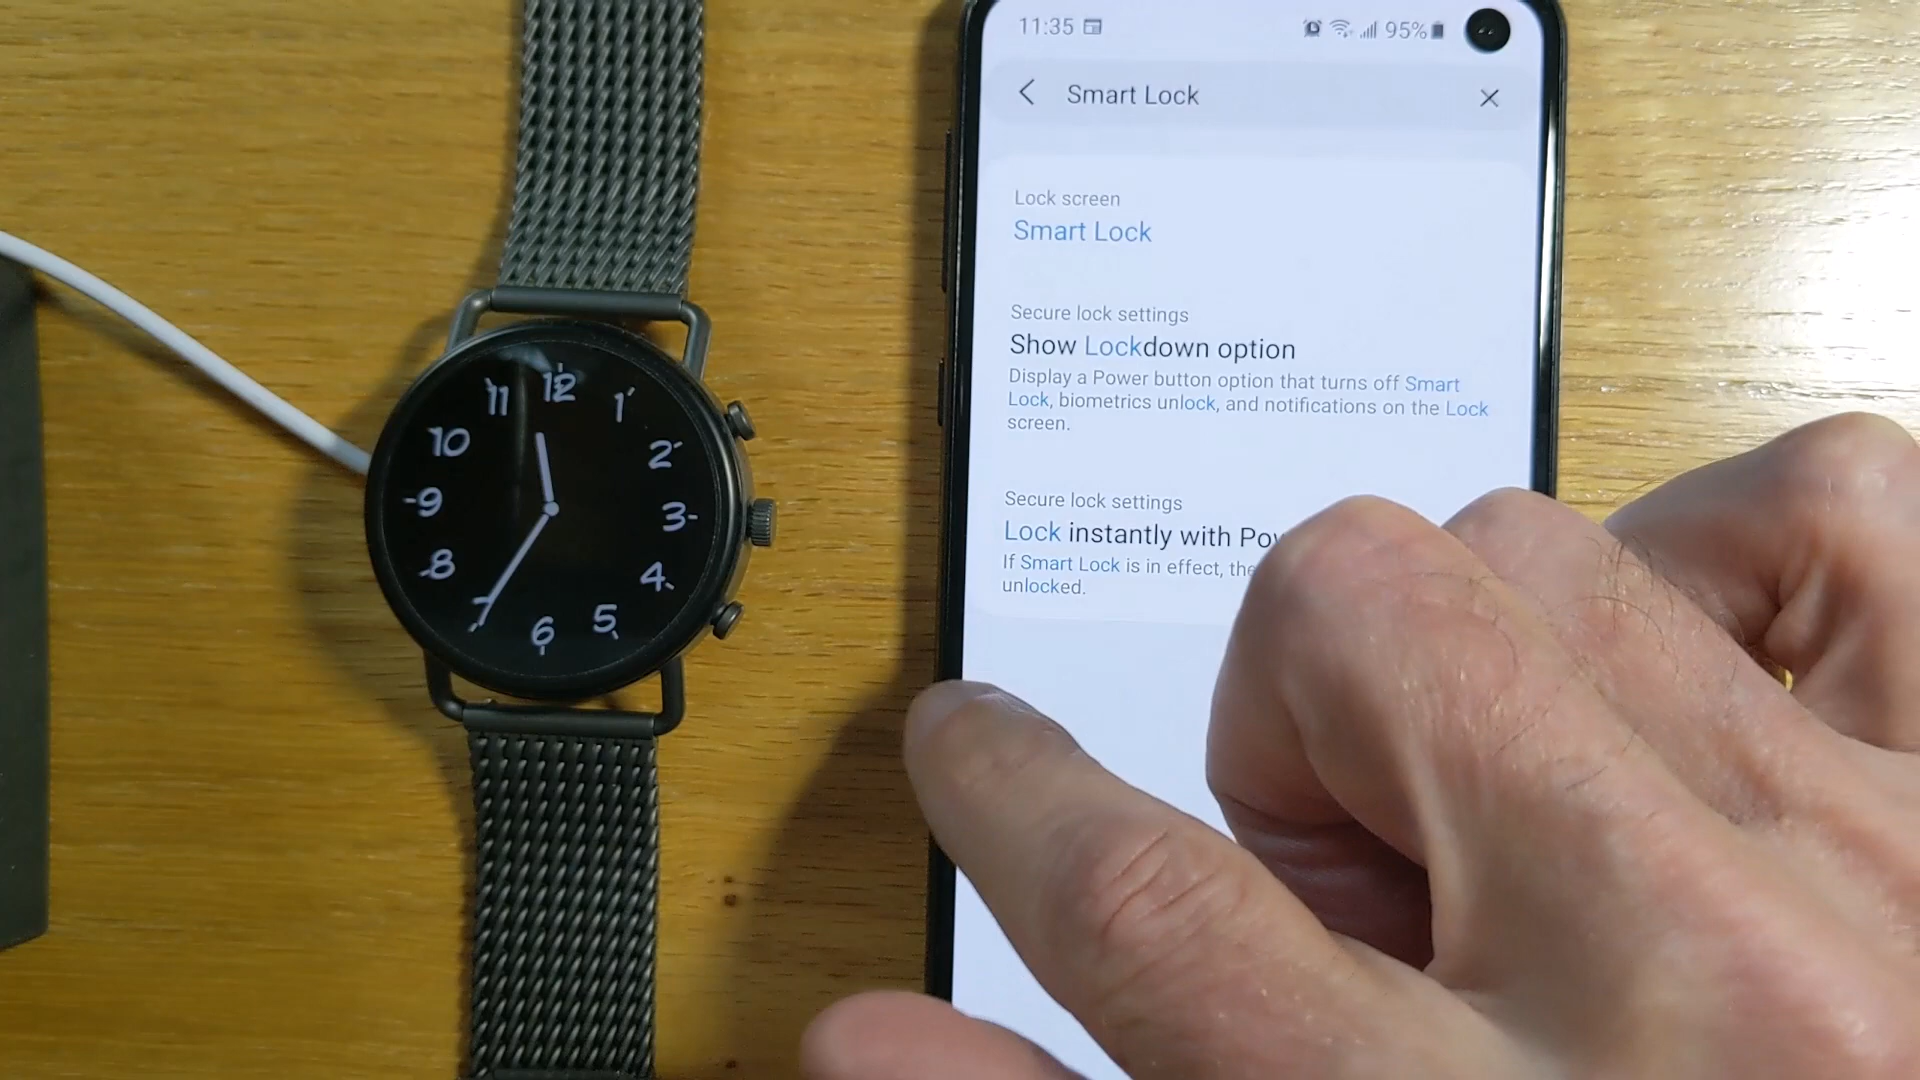 11:35
95%
Smart Lock
Lock screen
Smart Lock
Secure lock settings
Show Lockdown option
Display a Power button option that turns off Smart
Lock, biometrics unlock, and notifications on the Lock
screen.
Secure lock settings
Lock instantly with
If Smart Lock is in effect,
unlocked.
11 12 1
10 2
9 3
8 4
7 6 5